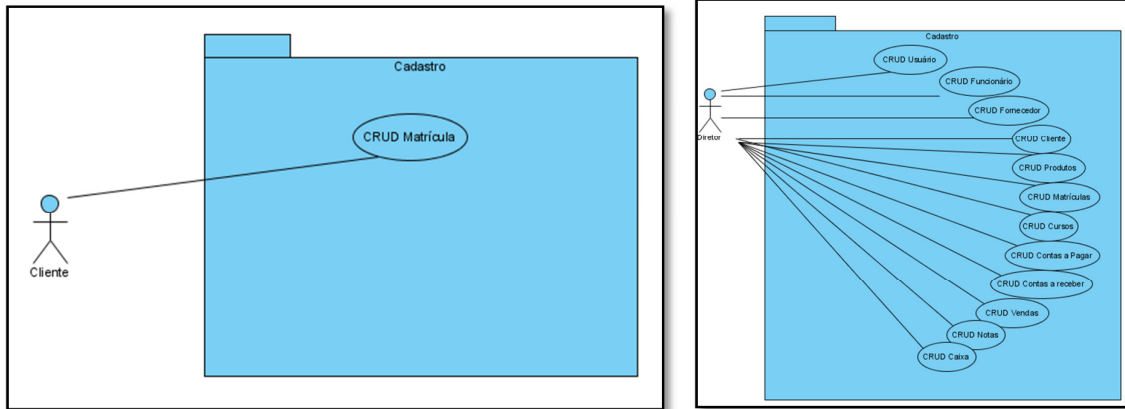 Cadastro
CRUD Matrícula
Cliente
Cadastro
CRUD Usuário
CRUD Funcionário
CRUD Fornecedor
Diretor
CRUD Cliente
CRUD Produtos
CRUD Matrículas
CRUD Cursos
CRUD Contas a Pagar
CRUD Contas a receber
CRUD Vendas
CRUD Notas
CRUD Caixa